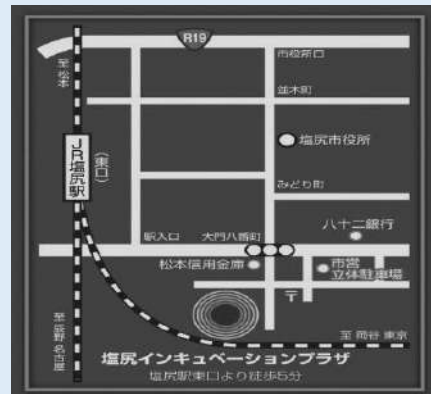 R19
市役所口
至 松本
並木町
塩尻市役所
JR塩尻駅
(東口)
みどり町
八十二銀行
駅入口
大門八番町
松本信用金庫
市営
立体駐車場
〒
至 辰野 名古屋
至 岡谷 東京
塩尻インキュベーションプラザ
塩尻駅東口より徒歩5分